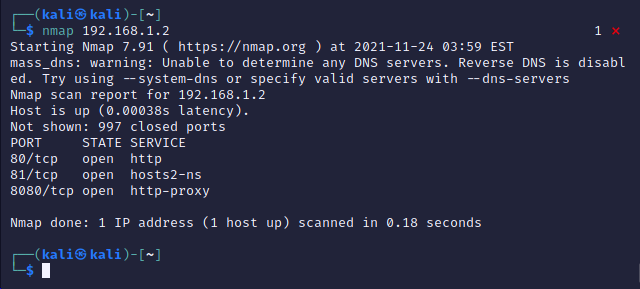 ┌──(kali㉿kali)-[~]
└─$ nmap 192.168.1.2 1 ⨯
Starting Nmap 7.91 ( https://nmap.org ) at 2021-11-24 03:59 EST
mass_dns: warning: Unable to determine any DNS servers. Reverse DNS is disabl
ed. Try using --system-dns or specify valid servers with --dns-servers
Nmap scan report for 192.168.1.2
Host is up (0.00038s latency).
Not shown: 997 closed ports
PORT     STATE SERVICE
80/tcp   open  http
81/tcp   open  hosts2-ns
8080/tcp open  http-proxy
Nmap done: 1 IP address (1 host up) scanned in 0.18 seconds
┌──(kali㉿kali)-[~]
└─$